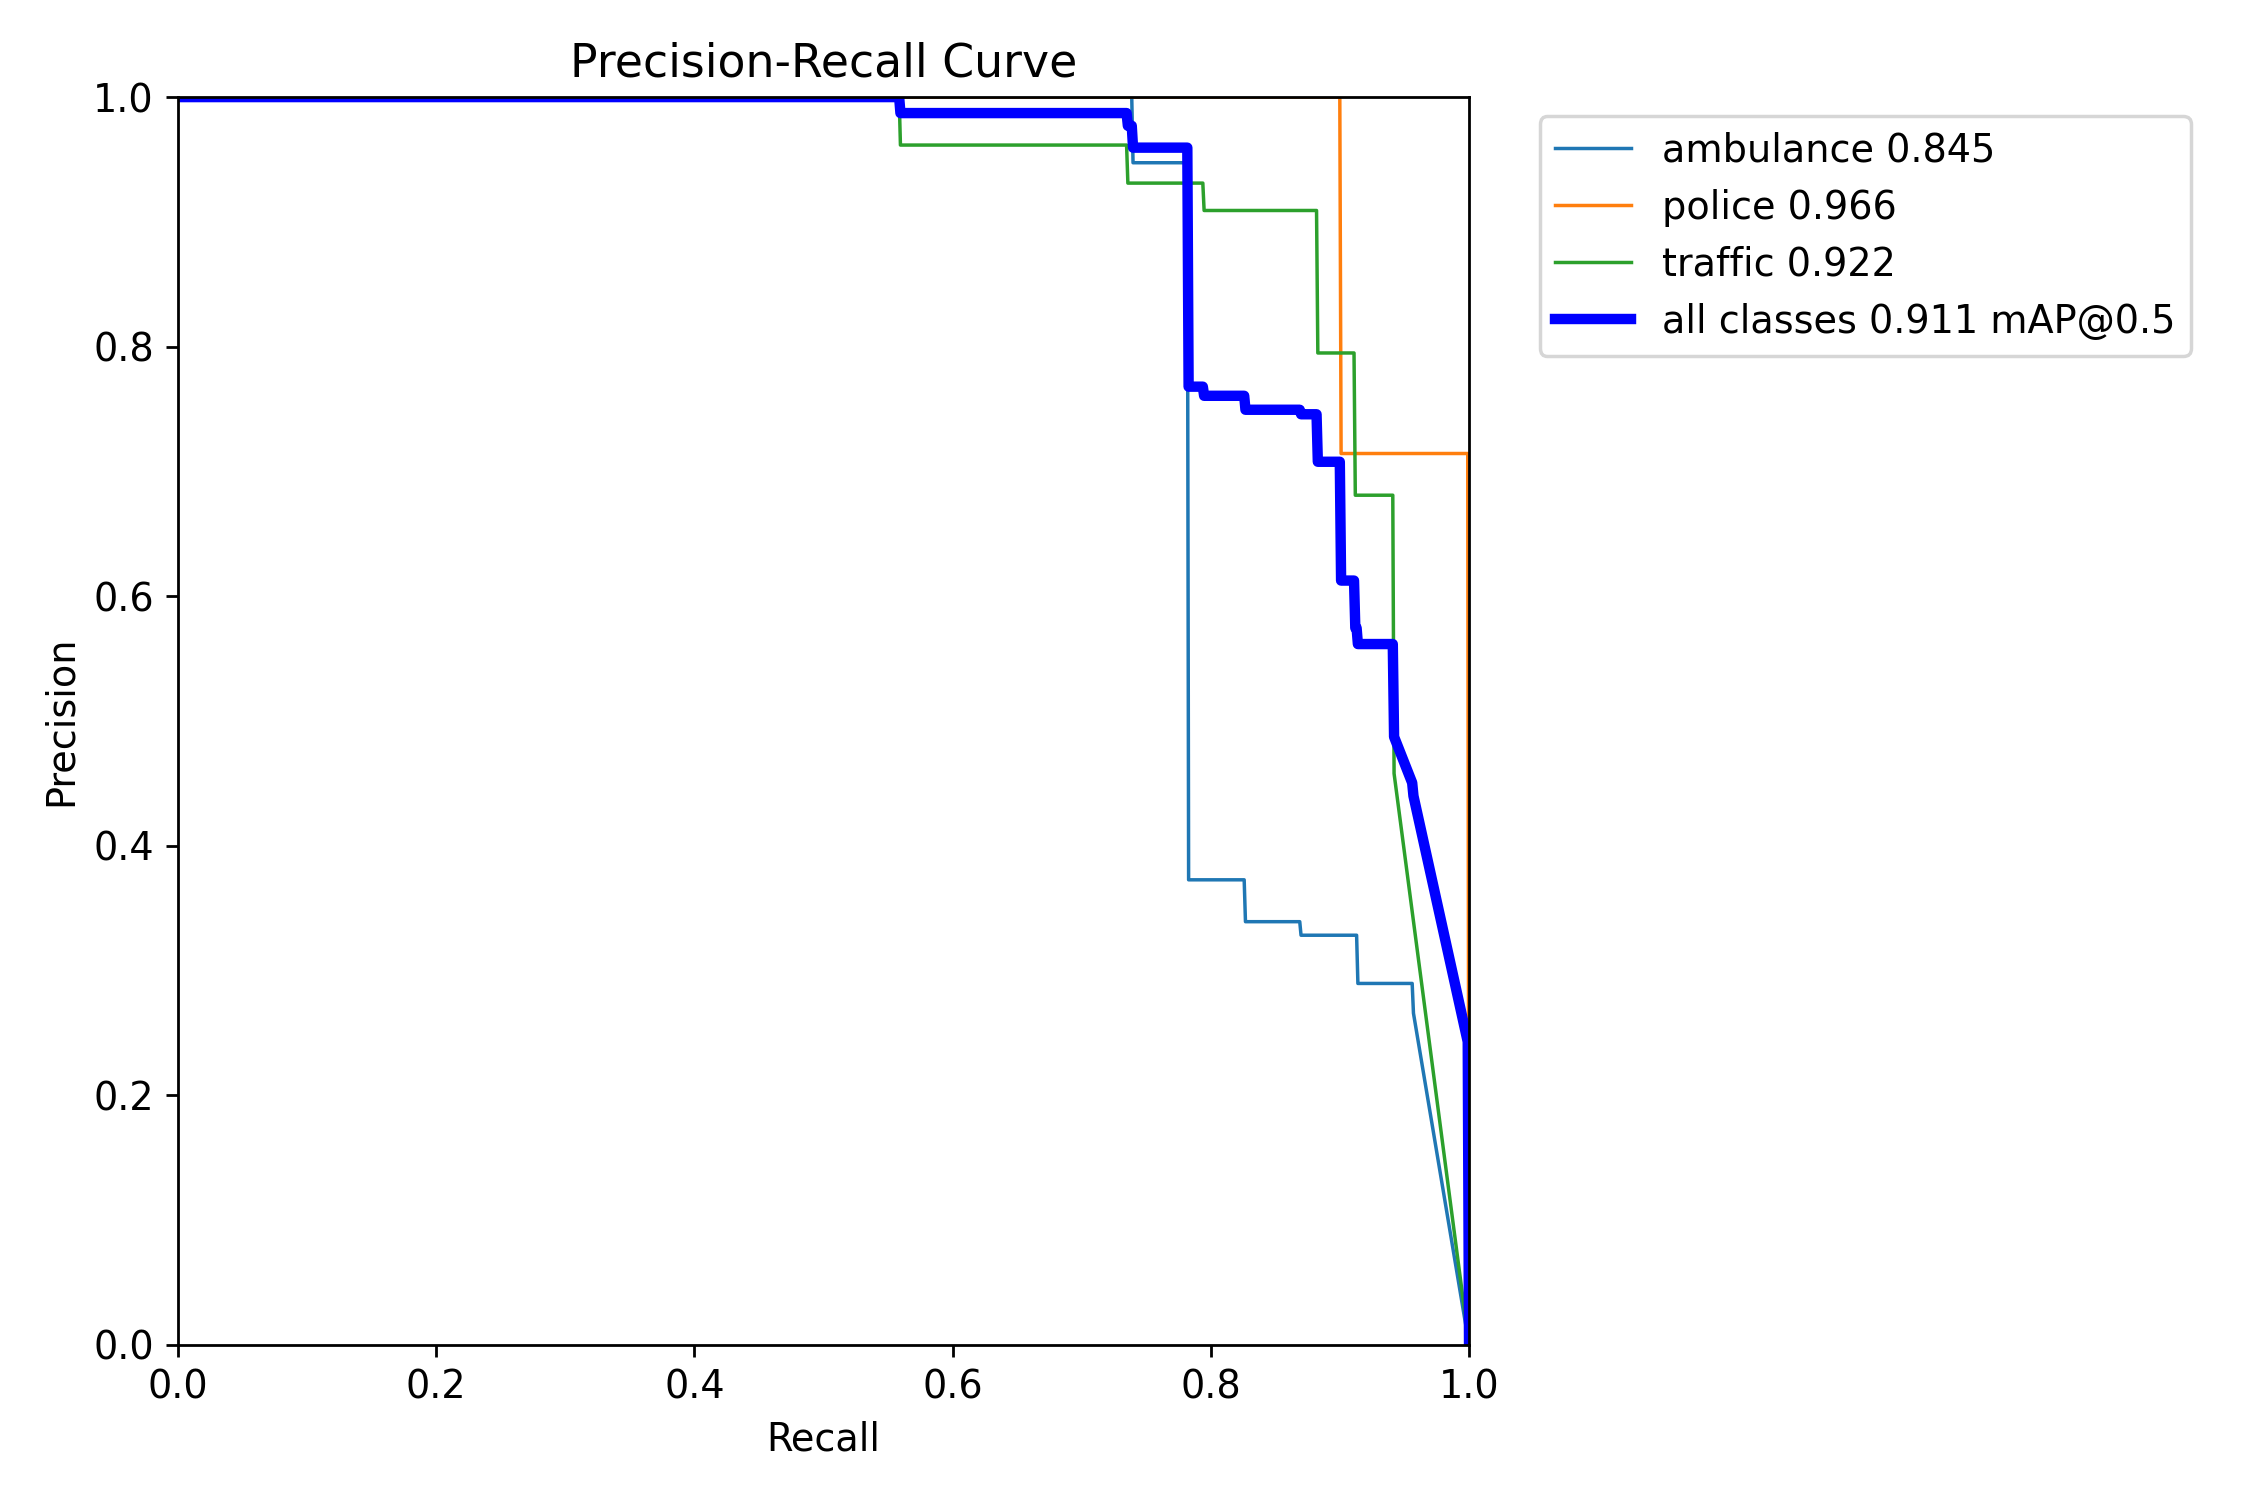 Precision-Recall Curve
1.0
0.8
0.6
0.4
0.2
0.0
Precision
0.0 0.2 0.4 0.6 0.8 1.0
Recall
ambulance 0.845
police 0.966
traffic 0.922
all classes 0.911 mAP@0.5